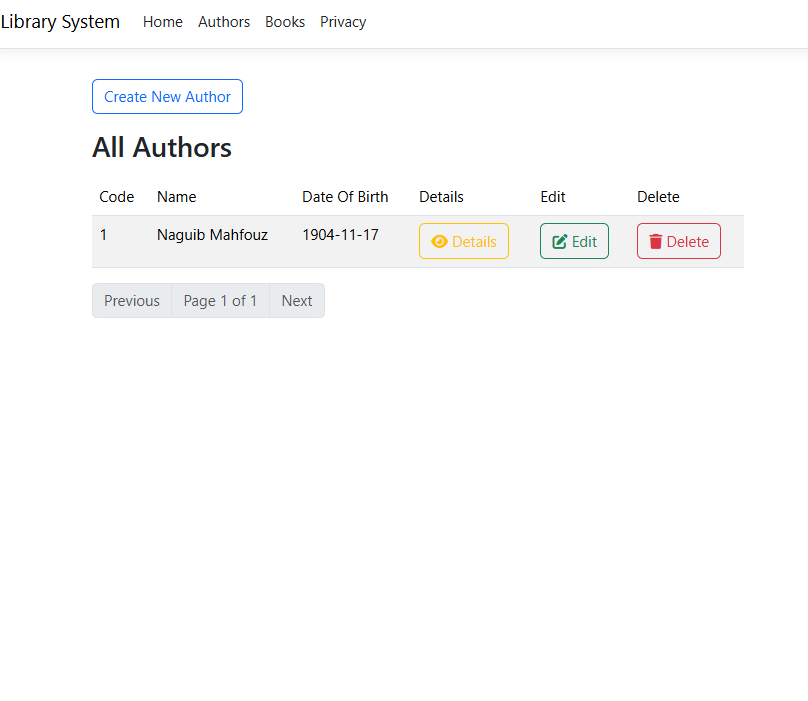 Library System Home Authors Books Privacy
Create New Author
All Authors
Code Name Date Of Birth Details Edit Delete
1 Naguib Mahfouz 1904-11-17 Details Edit Delete
Previous Page 1 of 1 Next